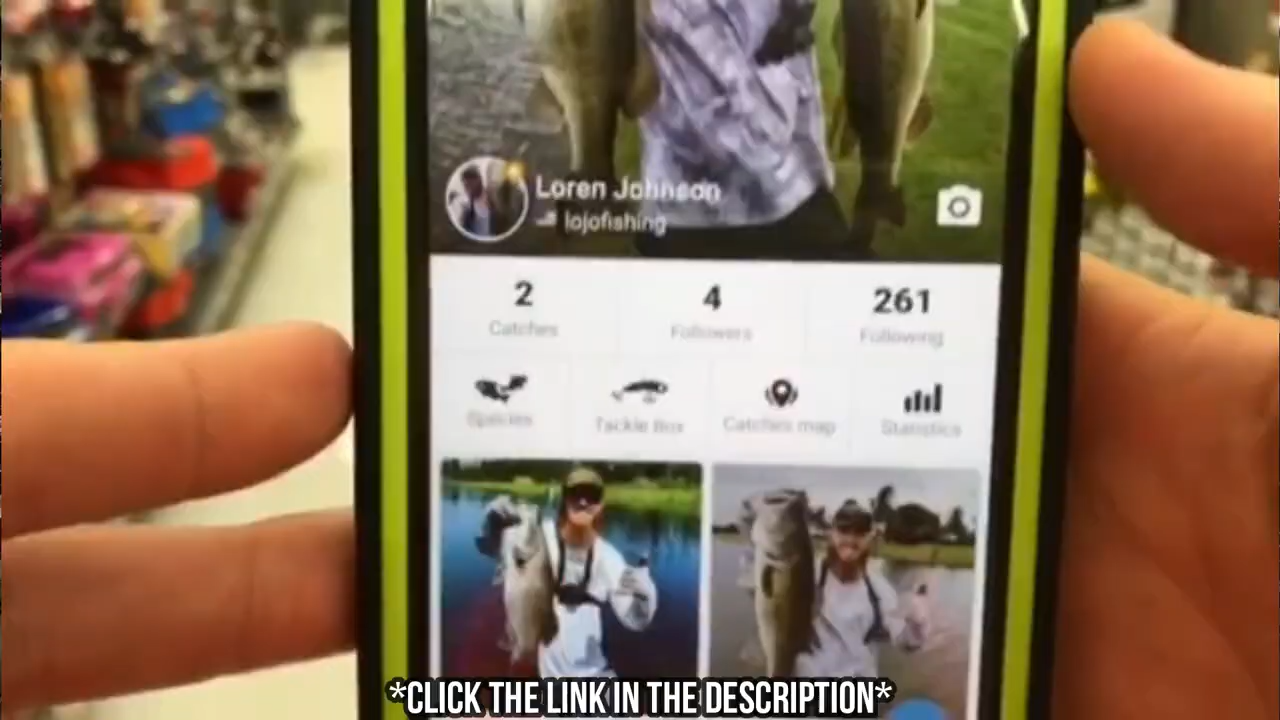 Loren Johnson
lojofishing
2 4 261
Catches Followers Following
Species Tackle Box Catches map Statistics
*CLICK THE LINK IN THE DESCRIPTION*